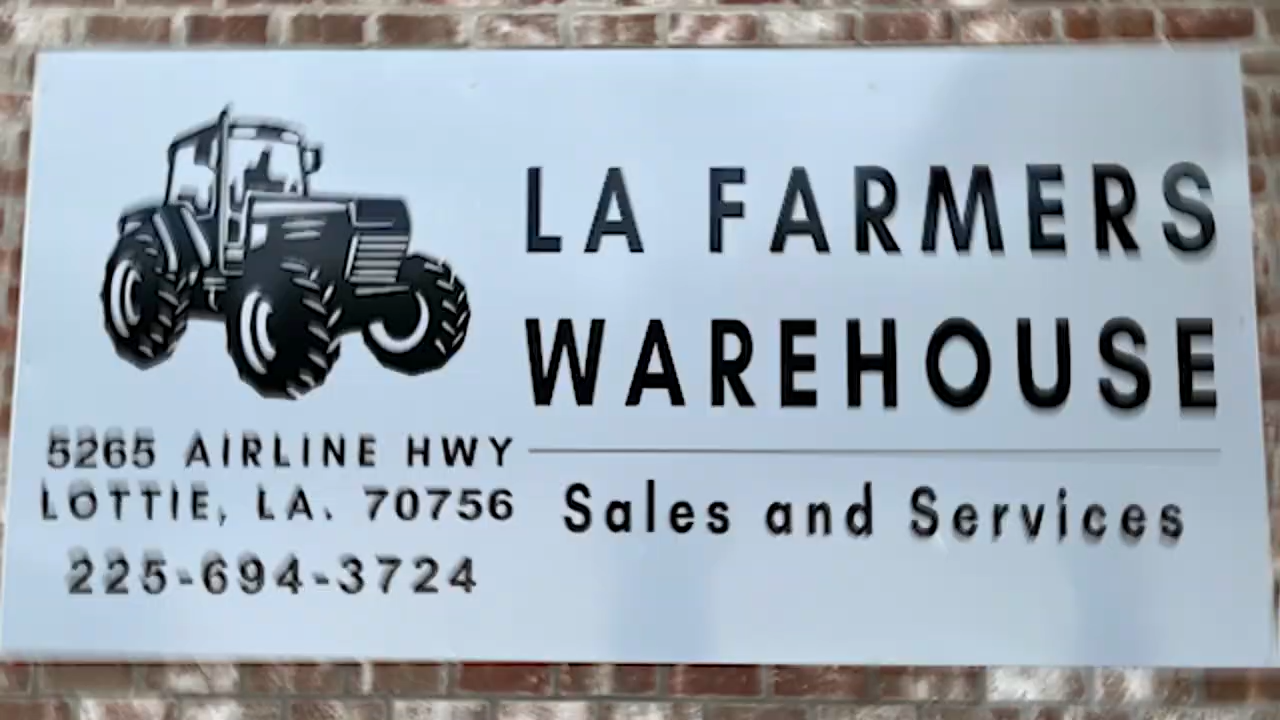 LA FARMERS
WAREHOUSE
Sales and Services
5265 AIRLINE HWY
LOTTIE, LA. 70756
225-694-3724